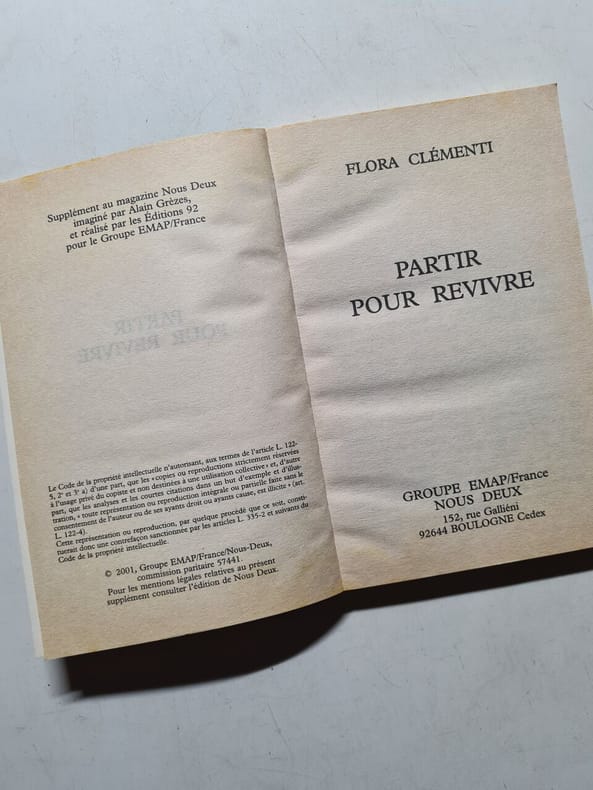 Supplément au magazine Nous Deux
imaginé par Alain Grèzes,
et réalisé par les Éditions 92
pour le Groupe EMAP/France
PARTIR
POUR REVIVRE
Le Code de la propriété intellectuelle n'autorisant, aux termes de l'article L. 122-
5, 2º et 3º a) d'une part, que les « copies ou reproductions strictement réservées
à l'usage privé du copiste et non destinées à une utilisation collective » et, d'autre
part, que les analyses et les courtes citations dans un but d'exemple et d'illus-
tration, « toute représentation ou reproduction intégrale ou partielle faite sans le
consentement de l'auteur ou de ses ayants droit ou ayants cause, est illicite » (art.
L. 122-4).
Cette représentation ou reproduction, par quelque procédé que ce soit, consti-
tuerait donc une contrefaçon sanctionnée par les articles L. 335-2 et suivants du
Code de la propriété intellectuelle.
© 2001, Groupe EMAP/France/Nous-Deux,
commission paritaire 57441.
Pour les mentions légales relatives au présent
supplément consulter l'édition de Nous Deux.
FLORA CLÉMENTI
PARTIR
POUR REVIVRE
GROUPE EMAP/France
NOUS DEUX
152, rue Galliéni
92644 BOULOGNE Cedex